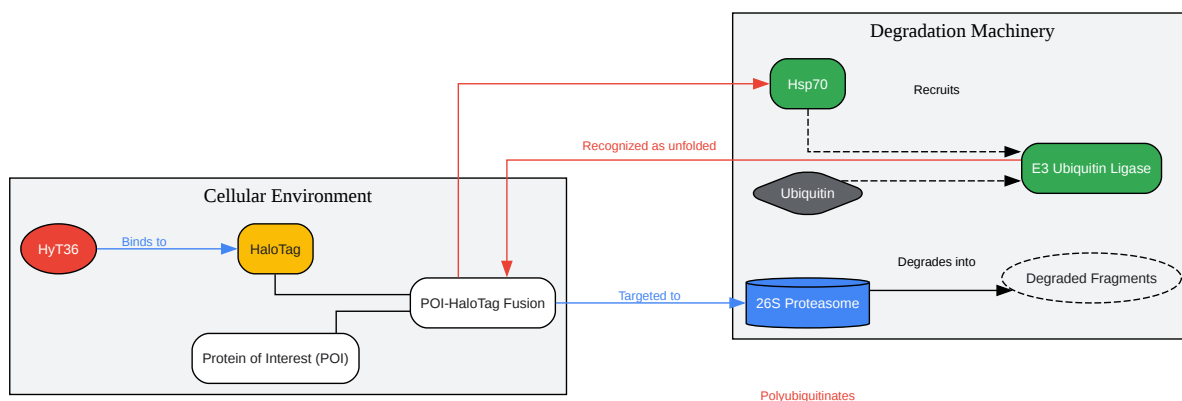 Degradation Machinery
Hsp70
Recruits
Recognized as unfolded
E3 Ubiquitin Ligase
Ubiquitin
Cellular Environment
HyT36
Binds to
HaloTag
Degrades into
Degraded Fragments
POI-HaloTag Fusion
Targeted to
26S Proteasome
Protein of Interest (POI)
Polyubiquitinates